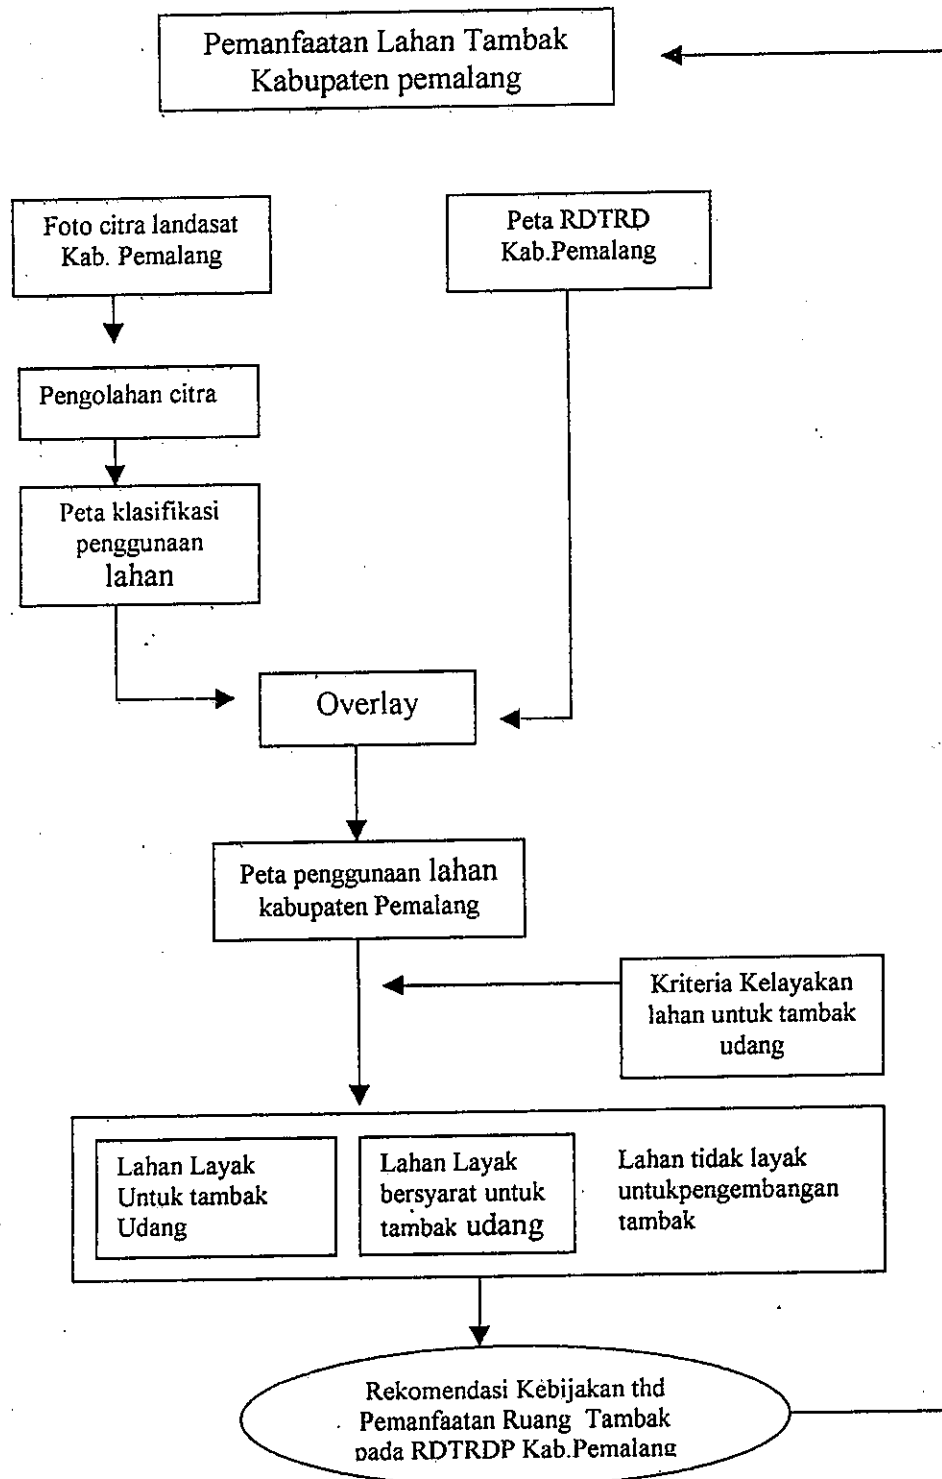 Pemanfaatan Lahan Tambak
Kabupaten pemalang
Foto citra landasat
Kab. Pemalang
Peta RDTRD
Kab.Pemalang
Pengolahan citra
Peta klasifikasi
penggunaan
lahan
Overlay
Peta penggunaan lahan
kabupaten Pemalang
Kriteria Kelayakan
lahan untuk tambak
udang
Lahan Layak
Untuk tambak
Udang
Lahan Layak
bersyarat untuk
tambak udang
Lahan tidak layak
untukpengembangan
tambak
Rekomendasi Kebijakan thd
Pemanfaatan Ruang Tambak
pada RDTRDP Kab.Pemalang